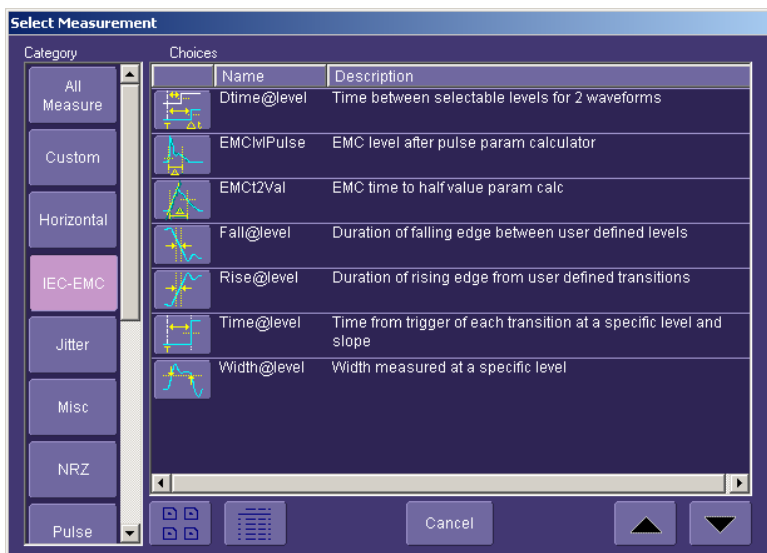 Select Measurement
Category
Choices
All
Measure
Custom
Horizontal
IEC-EMC
Jitter
Misc
NRZ
Pulse
Name Description
Dtime@level Time between selectable levels for 2 waveforms
EMClvlPulse EMC level after pulse param calculator
EMCt2Val EMC time to half value param calc
Fall@level Duration of falling edge between user defined levels
Rise@level Duration of rising edge from user defined transitions
Time@level Time from trigger of each transition at a specific level and
slope
Width@level Width measured at a specific level
Cancel